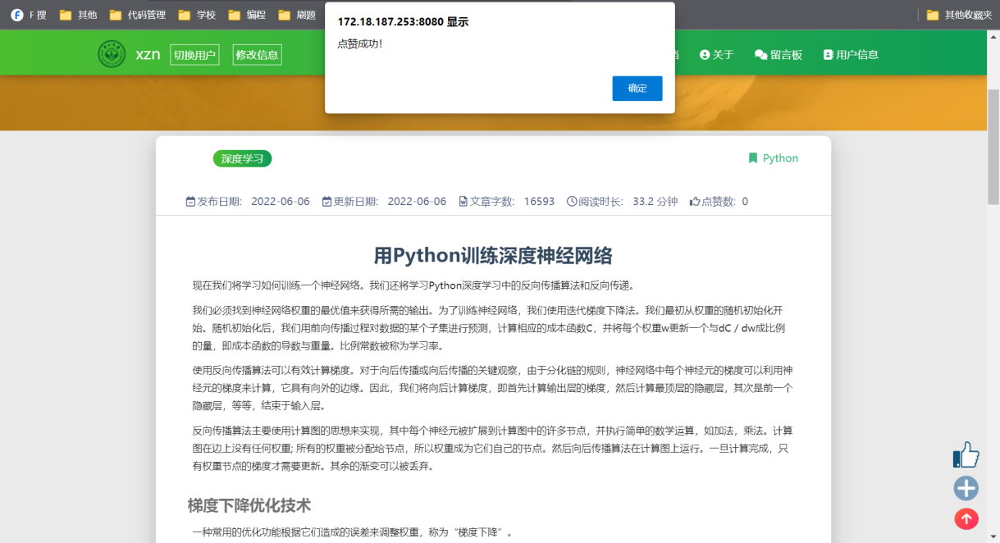 F 搜 其他 代码管理 学校 编程 刷题 其他收藏夹
172.18.187.253:8080 显示
点赞成功!
确定
xzn 切换用户 修改信息 关于 留言板 用户信息
深度学习 Python
发布日期: 2022-06-06 更新日期: 2022-06-06 文章字数: 16593 阅读时长: 33.2 分钟 点赞数: 0
用Python训练深度神经网络
现在我们将学习如何训练一个神经网络。我们还将学习Python深度学习中的反向传播算法和反向传递。
我们必须找到神经网络权重的最优值来获得所需的输出。为了训练神经网络，我们使用迭代梯度下降法。我们最初从权重的随机初始化开
始。随机初始化后，我们用前向传播过程对数据的某个子集进行预测，计算相应的成本函数C，并将每个权重w更新一个与dC / dw成比例
的量，即成本函数的导数与重量。比例常数被称为学习率。
使用反向传播算法可以有效计算梯度。对于向后传播或向后传播的关键观察，由于分化链的规则，神经网络中每个神经元的梯度可以利用神
经元的梯度来计算，它具有向外的边缘。因此，我们将向后计算梯度，即首先计算输出层的梯度，然后计算最顶层的隐藏层，其次是前一个
隐藏层，等等，结束于输入层。
反向传播算法主要使用计算图的思想来实现，其中每个神经元被扩展到计算图中的许多节点，并执行简单的数学运算，如加法，乘法。计算
图在边上没有任何权重; 所有的权重被分配给节点，所以权重成为它们自己的节点。然后向后传播算法在计算图上运行。一旦计算完成，只
有权重节点的梯度才需要更新。其余的渐变可以被丢弃。
梯度下降优化技术
一种常用的优化功能根据它们造成的误差来调整权重，称为“梯度下降”。